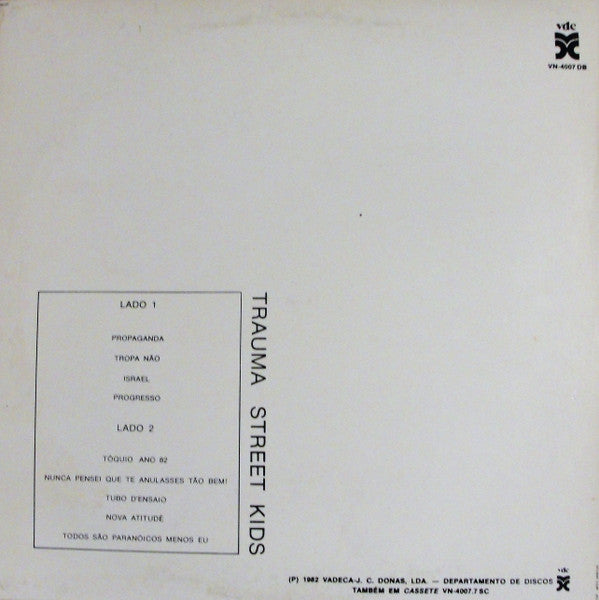 vdc
VN-4007 DB
TRAUMA STREET KIDS
LADO 1
PROPAGANDA
TROPA NÃO
ISRAEL
PROGRESSO
LADO 2
TÓQUIO ANO 82
NUNCA PENSEI QUE TE ANULASSES TÃO BEM!
TUBO D'ENSAIO
NOVA ATITUDE
TODOS SÃO PARANÓICOS MENOS EU
vdc
(P) 1982 VADECA-J. C. DONAS, LDA. — DEPARTAMENTO DE DISCOS
TAMBÉM EM CASSETE VN-4007.7 SC